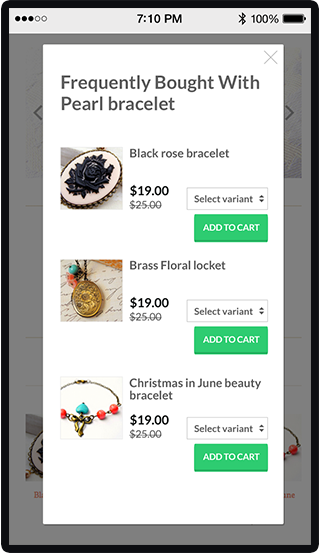 7:10 PM
100%
Frequently Bought With
Pearl bracelet
Black rose bracelet
$19.00
$25.00
Select variant
ADD TO CART
Brass Floral locket
$19.00
$25.00
Select variant
ADD TO CART
Christmas in June beauty
bracelet
$19.00
$25.00
Select variant
ADD TO CART